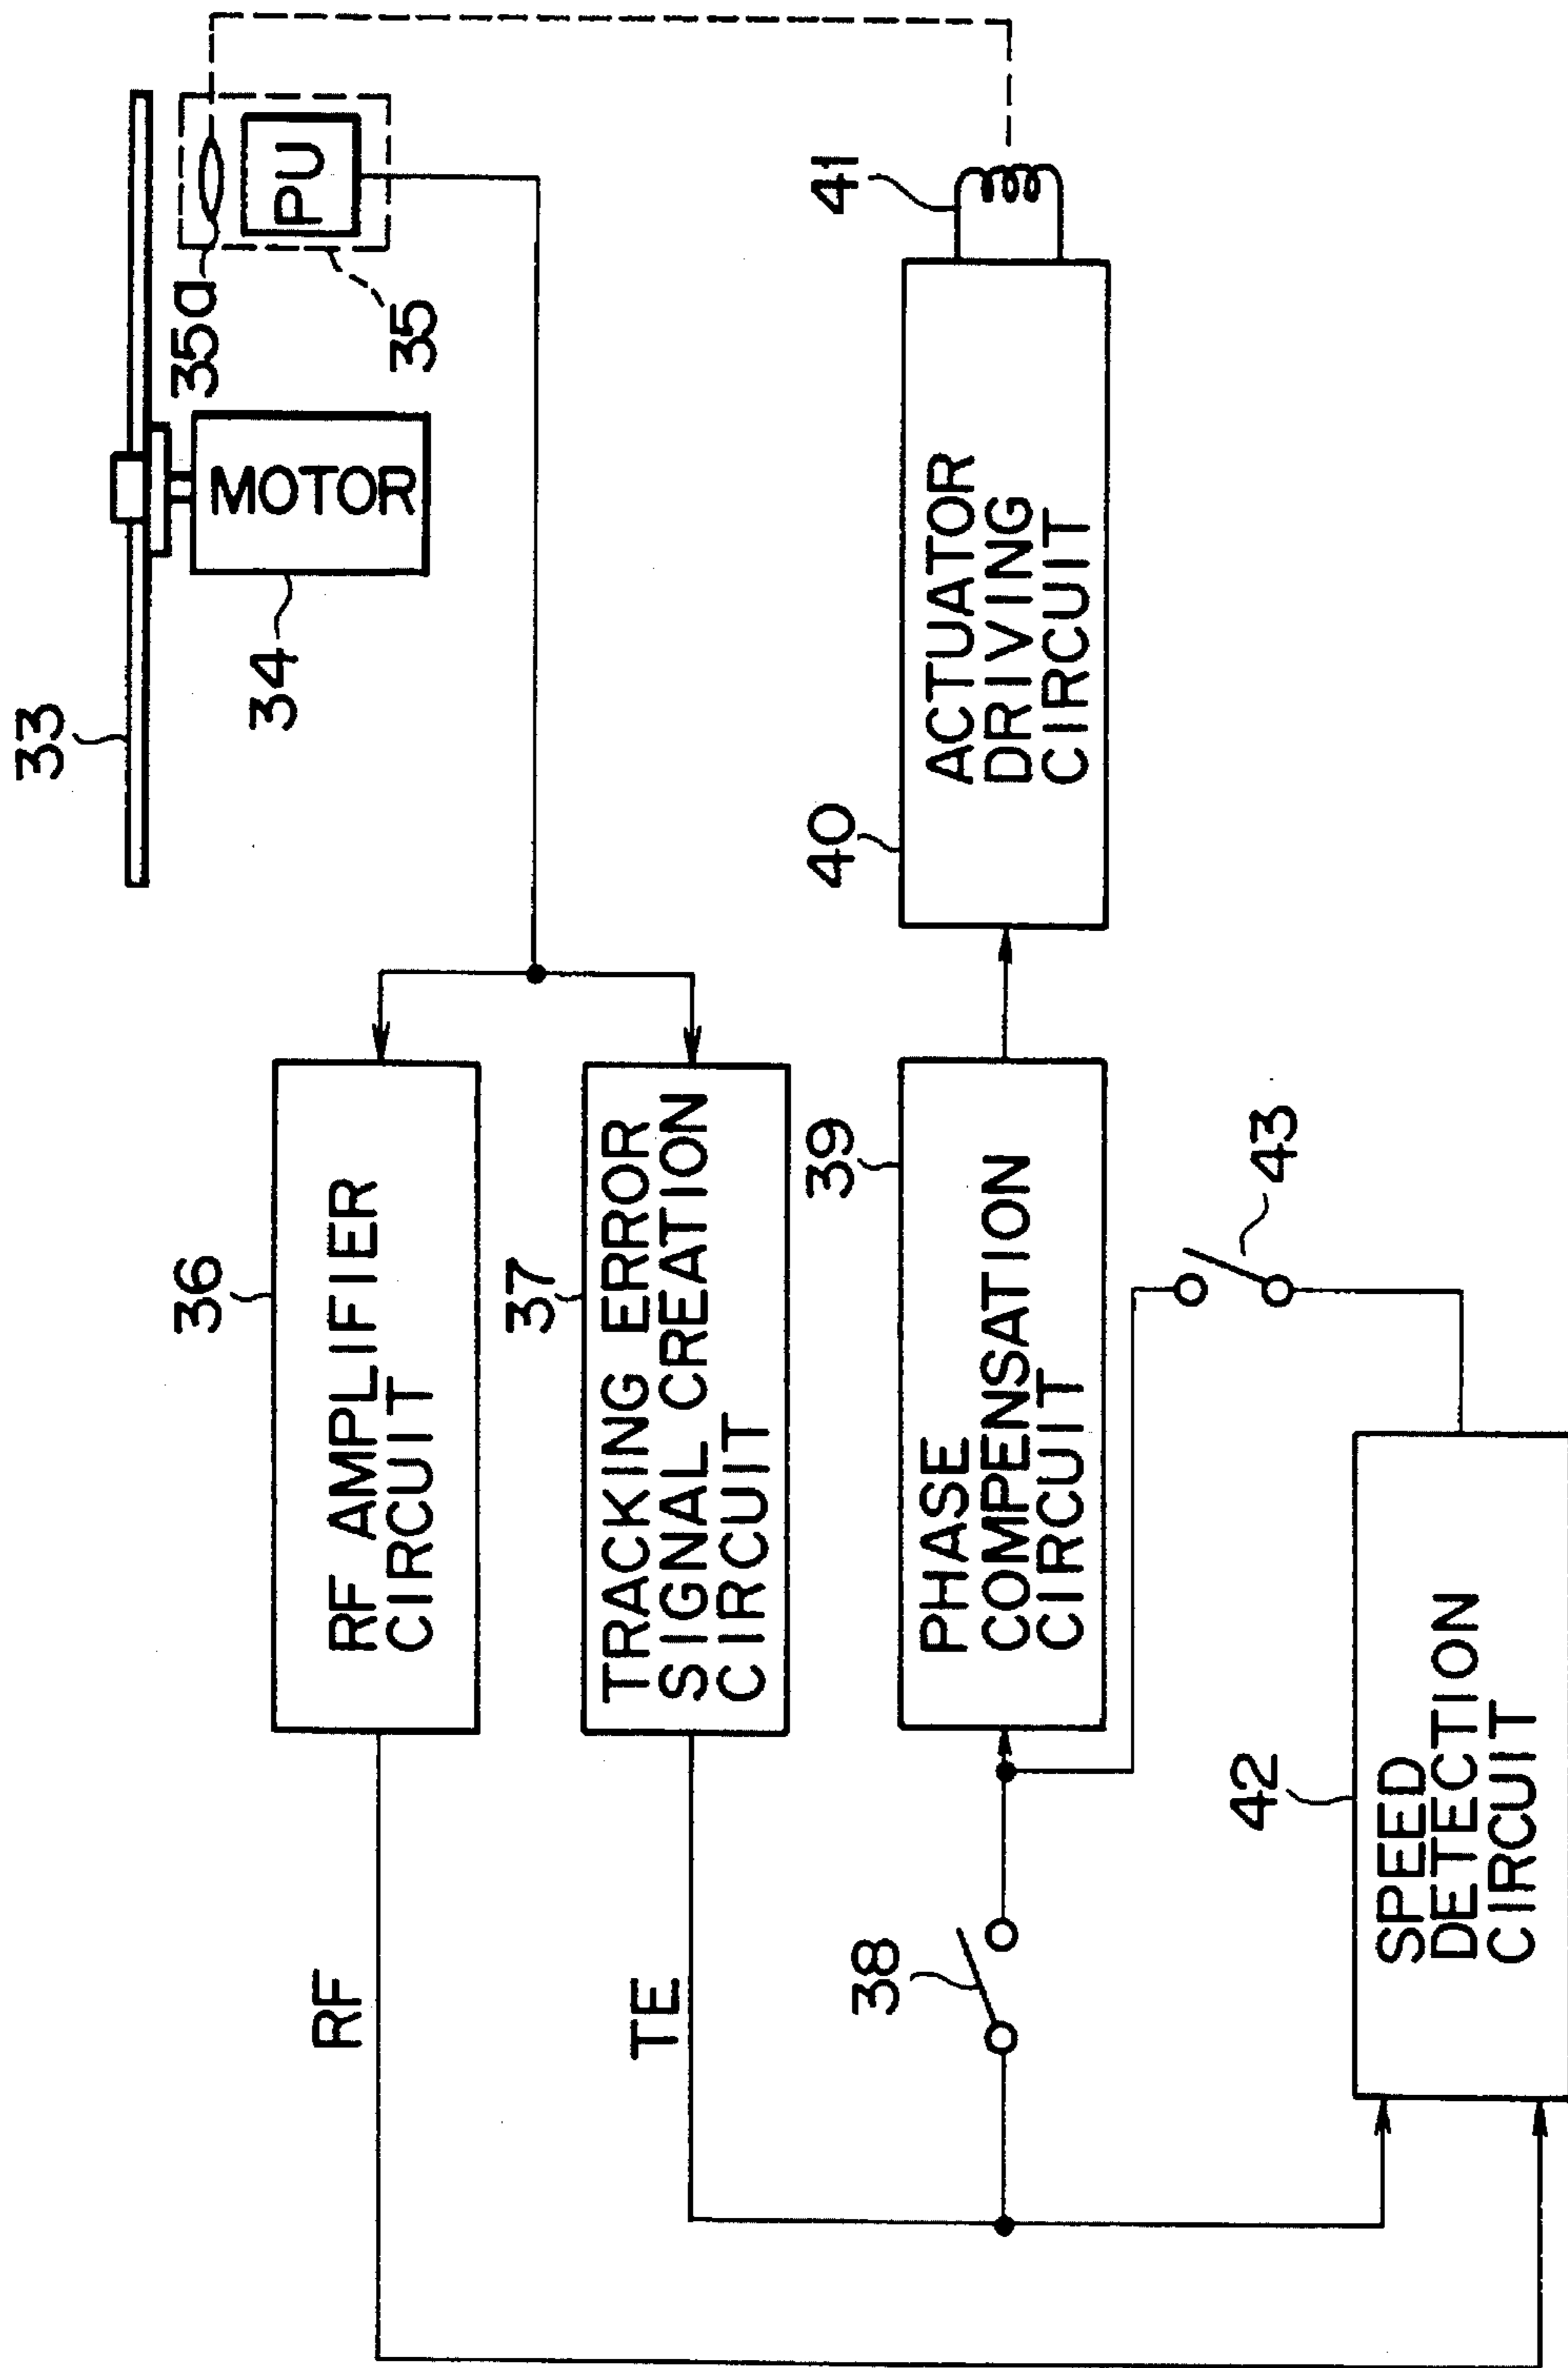 33
34
MOTOR
35a
PU
35
36
RF AMPLIFIER
CIRCUIT
RF
37
TRACKING ERROR
SIGNAL CREATION
CIRCUIT
TE
38
39
PHASE
COMPENSATION
CIRCUIT
40
ACTUATOR
DRIVING
CIRCUIT
41
42
SPEED
DETECTION
CIRCUIT
43